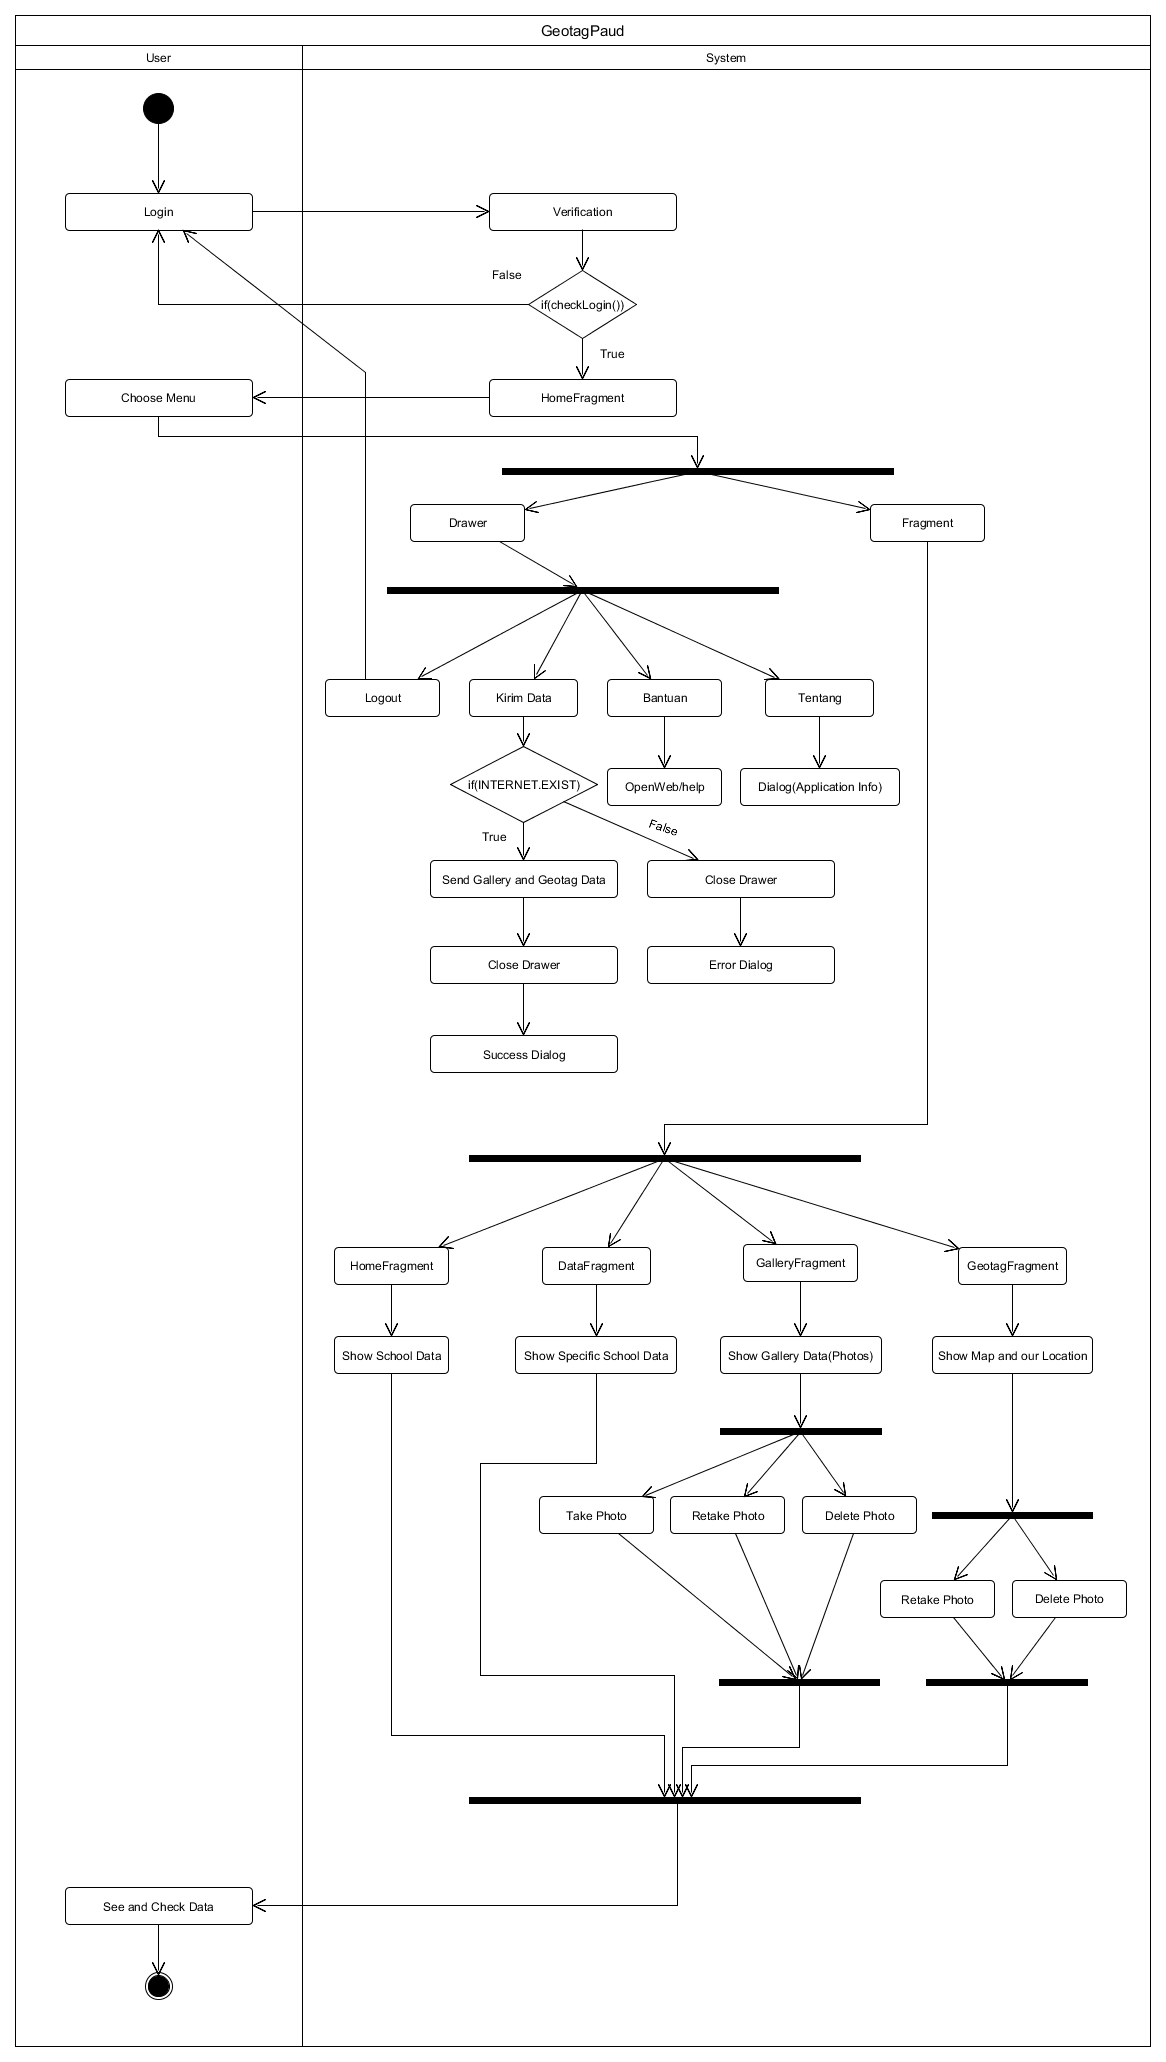 GeotagPaud
User
System
Login
Verification
False
if(checkLogin())
True
Choose Menu
HomeFragment
Drawer
Fragment
Logout
Kirim Data
Bantuan
Tentang
if(INTERNET.EXIST)
OpenWeb/help
Dialog(Application Info)
True
False
Send Gallery and Geotag Data
Close Drawer
Close Drawer
Error Dialog
Success Dialog
HomeFragment
DataFragment
GalleryFragment
GeotagFragment
Show School Data
Show Specific School Data
Show Gallery Data(Photos)
Show Map and our Location
Take Photo
Retake Photo
Delete Photo
Retake Photo
Delete Photo
See and Check Data